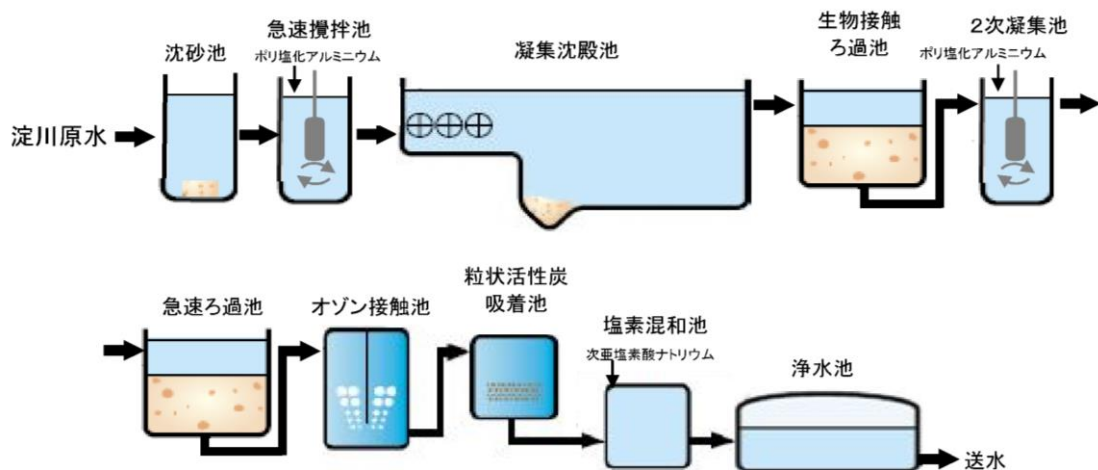 沈砂池
急速攪拌池
ポリ塩化アルミニウム
凝集沈殿池
生物接触
ろ過池
2次凝集池
ポリ塩化アルミニウム
淀川原水
急速ろ過池
オゾン接触池
粒状活性炭
吸着池
塩素混和池
次亜塩素酸ナトリウム
浄水池
送水